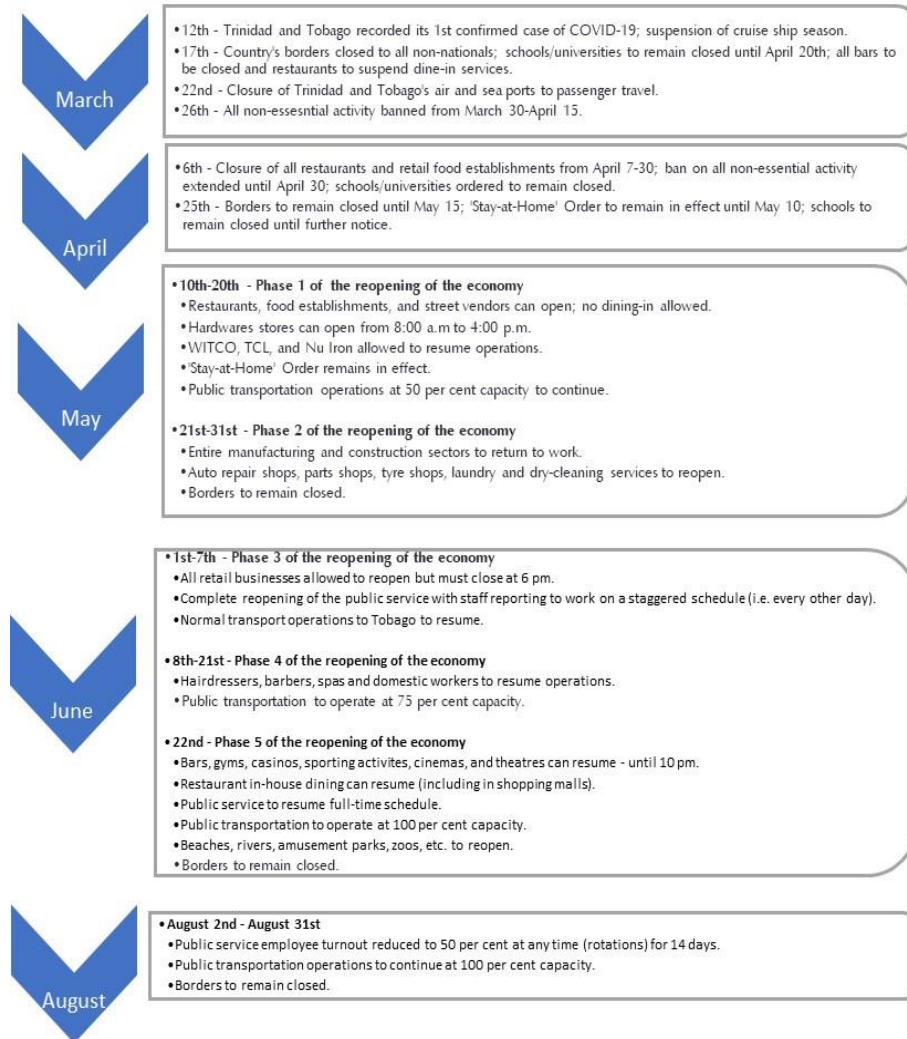 March
•12th - Trinidad and Tobago recorded its 1st confirmed case of COVID-19; suspension of cruise ship season.
•17th - Country's borders closed to all non-nationals; schools/universities to remain closed until April 20th; all bars to
be closed and restaurants to suspend dine-in services.
•22nd - Closure of Trinidad and Tobago's air and sea ports to passenger travel.
•26th - All non-essesntial activity banned from March 30-April 15.
April
•6th - Closure of all restaurants and retail food establishments from April 7-30; ban on all non-essential activity
extended until April 30; schools/universities ordered to remain closed.
•25th - Borders to remain closed until May 15; 'Stay-at-Home' Order to remain in effect until May 10; schools to
remain closed until further notice.
May
•10th-20th - Phase 1 of the reopening of the economy
•Restaurants, food establishments, and street vendors can open; no dining-in allowed.
•Hardwares stores can open from 8:00 a.m to 4:00 p.m.
•WITCO, TCL, and Nu Iron allowed to resume operations.
•'Stay-at-Home' Order remains in effect.
•Public transportation operations at 50 per cent capacity to continue.
•21st-31st - Phase 2 of the reopening of the economy
•Entire manufacturing and construction sectors to return to work.
•Auto repair shops, parts shops, tyre shops, laundry and dry-cleaning services to reopen.
•Borders to remain closed.
June
•1st-7th - Phase 3 of the reopening of the economy
•All retail businesses allowed to reopen but must close at 6 pm.
•Complete reopening of the public service with staff reporting to work on a staggered schedule (i.e. every other day).
•Normal transport operations to Tobago to resume.
•8th-21st - Phase 4 of the reopening of the economy
•Hairdressers, barbers, spas and domestic workers to resume operations.
•Public transportation to operate at 75 per cent capacity.
•22nd - Phase 5 of the reopening of the economy
•Bars, gyms, casinos, sporting activites, cinemas, and theatres can resume - until 10 pm.
•Restaurant in-house dining can resume (including in shopping malls).
•Public service to resume full-time schedule.
•Public transportation to operate at 100 per cent capacity.
•Beaches, rivers, amusement parks, zoos, etc. to reopen.
•Borders to remain closed.
August
•August 2nd - August 31st
•Public service employee turnout reduced to 50 per cent at any time (rotations) for 14 days.
•Public transportation operations to continue at 100 per cent capacity.
•Borders to remain closed.